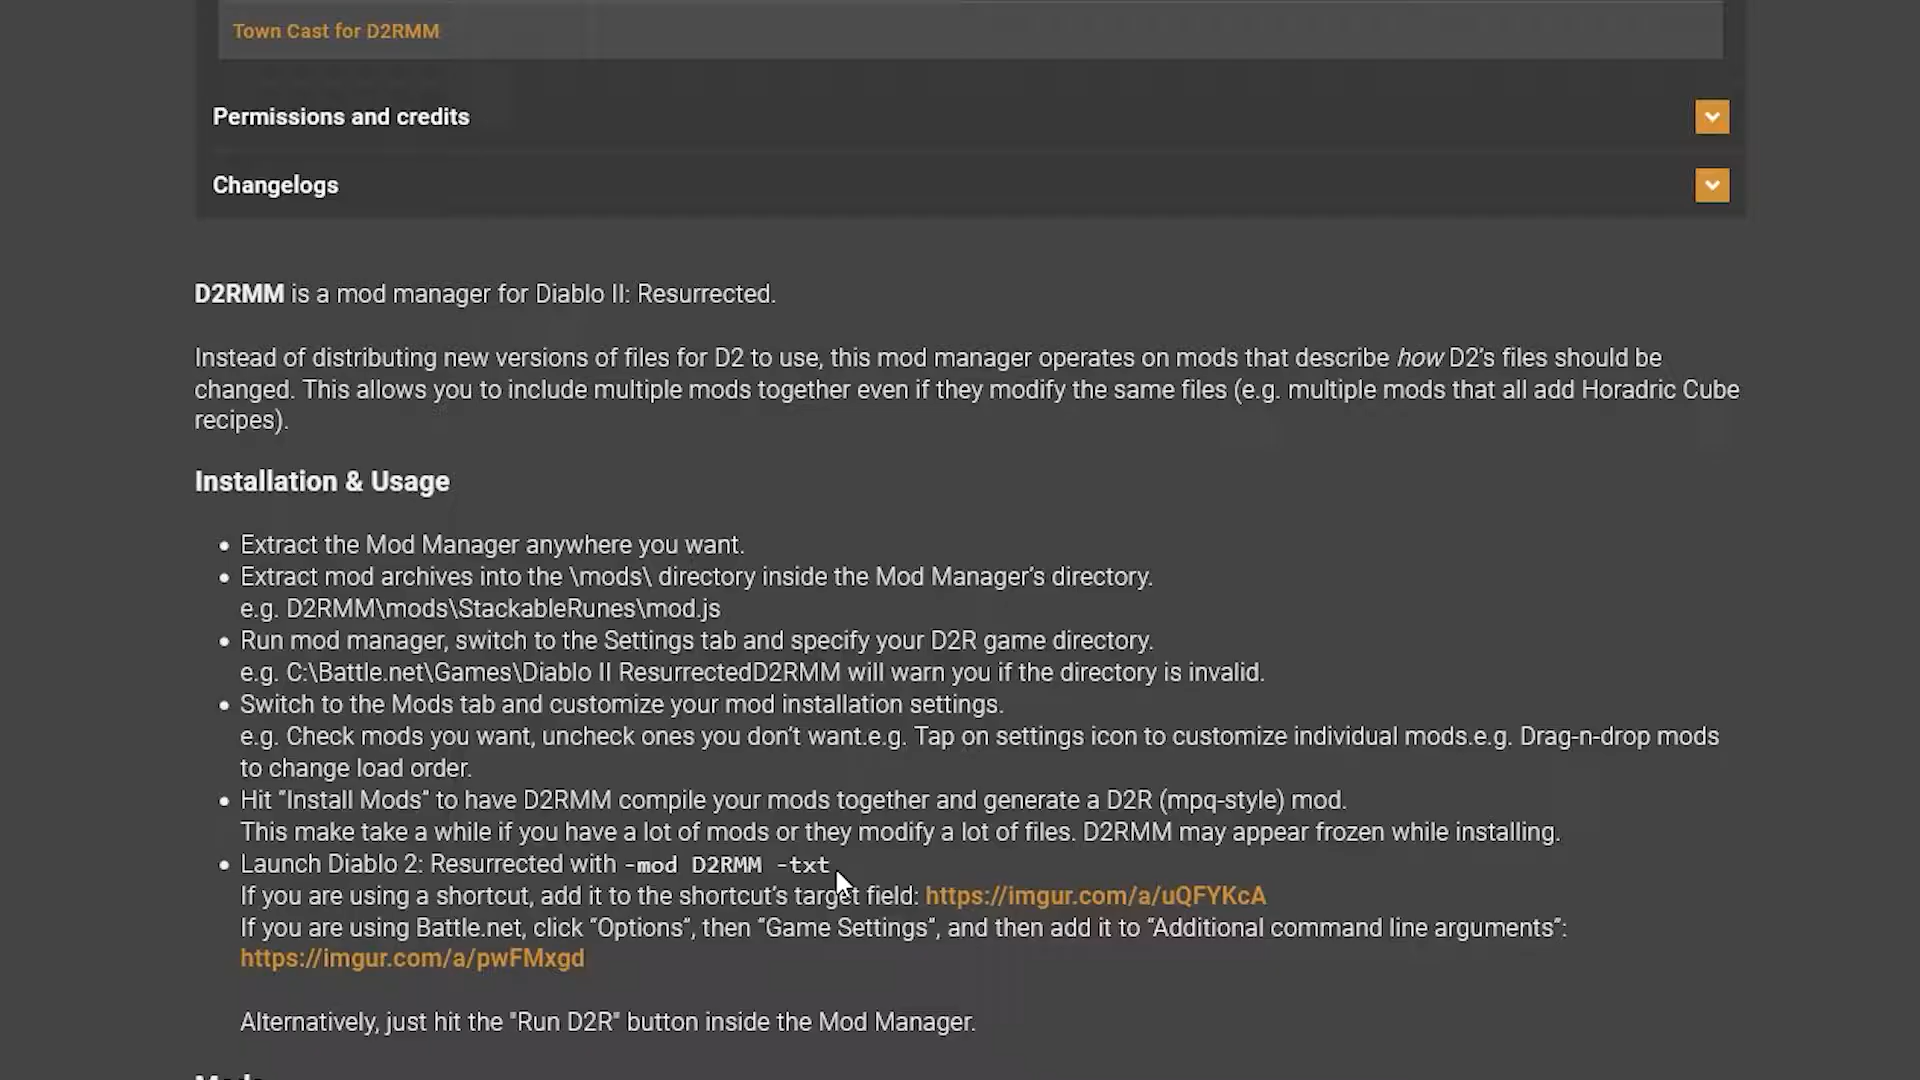 Town Cast for D2RMM
Permissions and credits
Changelogs
D2RMM is a mod manager for Diablo II: Resurrected.
Instead of distributing new versions of files for D2 to use, this mod manager operates on mods that describe how D2's files should be
changed. This allows you to include multiple mods together even if they modify the same files (e.g. multiple mods that all add Horadric Cube
recipes).
Installation & Usage
• Extract the Mod Manager anywhere you want.
• Extract mod archives into the \mods\ directory inside the Mod Manager's directory.
e.g. D2RMM\mods\StackableRunes\mod.js
• Run mod manager, switch to the Settings tab and specify your D2R game directory.
e.g. C:\Battle.net\Games\Diablo II ResurrectedD2RMM will warn you if the directory is invalid.
• Switch to the Mods tab and customize your mod installation settings.
e.g. Check mods you want, uncheck ones you don't want.e.g. Tap on settings icon to customize individual mods.e.g. Drag-n-drop mods
to change load order.
• Hit “Install Mods” to have D2RMM compile your mods together and generate a D2R (mpq-style) mod.
This make take a while if you have a lot of mods or they modify a lot of files. D2RMM may appear frozen while installing.
• Launch Diablo 2: Resurrected with -mod D2RMM -txt
If you are using a shortcut, add it to the shortcut's target field: https://imgur.com/a/uQFYKcA
If you are using Battle.net, click “Options”, then “Game Settings”, and then add it to “Additional command line arguments”:
https://imgur.com/a/pwFMxgd
Alternatively, just hit the "Run D2R" button inside the Mod Manager.